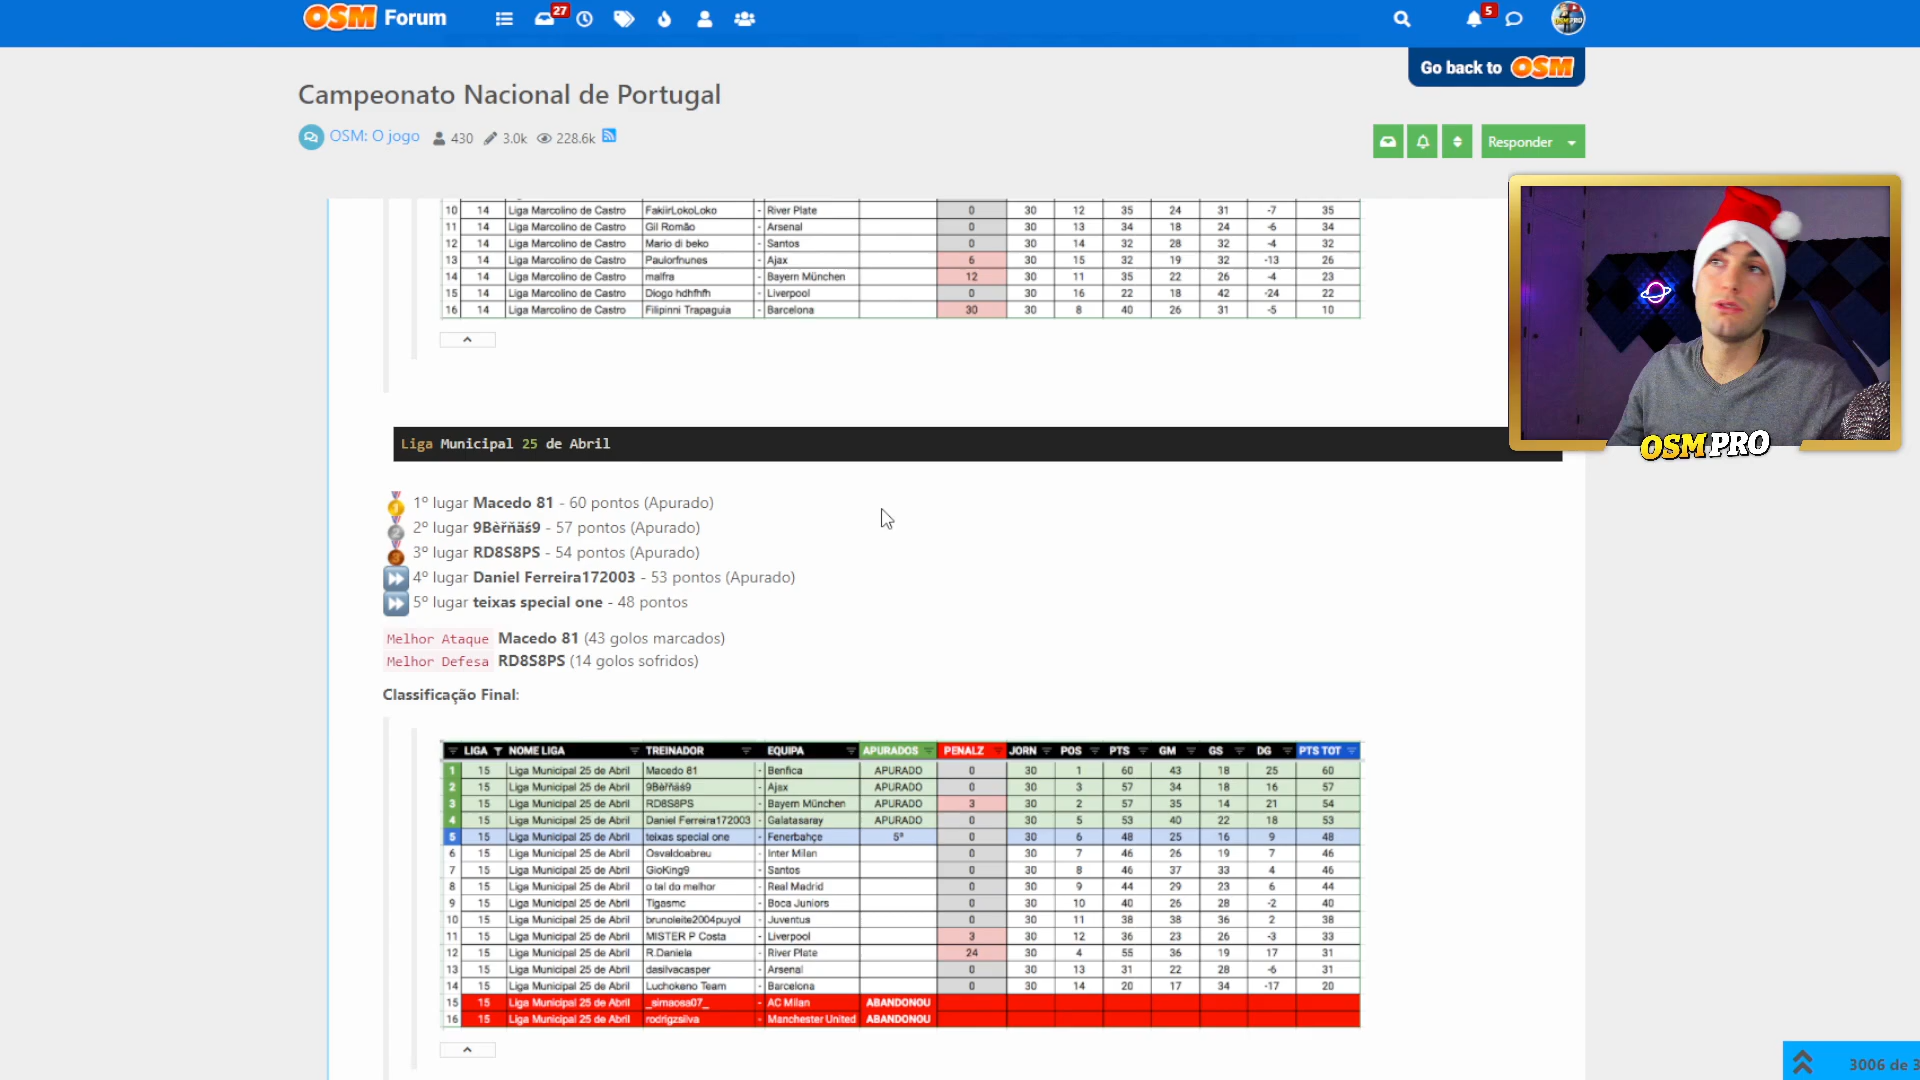 OSM Forum 27 5
Go back to OSM
Campeonato Nacional de Portugal
OSM: O jogo 430 3.0k 228.6k
Responder
10 14 Liga Marcolino de Castro FakiirLokoLoko - River Plate 0 30 12 35 24 31 -7 35
11 14 Liga Marcolino de Castro Gil Romão - Arsenal 0 30 13 34 18 24 -6 34
12 14 Liga Marcolino de Castro Mario di beko - Santos 0 30 14 32 28 32 -4 32
13 14 Liga Marcolino de Castro Paulorfnunes - Ajax 6 30 15 32 19 32 -13 26
14 14 Liga Marcolino de Castro malfra - Bayern München 12 30 11 35 22 26 -4 23
15 14 Liga Marcolino de Castro Diogo hdhfhfh - Liverpool 0 30 16 22 18 42 -24 22
16 14 Liga Marcolino de Castro Filipinni Trapaguia - Barcelona 30 30 8 40 26 31 -5 10
OSM PRO
Liga Municipal 25 de Abril
1º lugar Macedo 81 - 60 pontos (Apurado)
2º lugar 9Bèřñäś9 - 57 pontos (Apurado)
3º lugar RD8S8PS - 54 pontos (Apurado)
4º lugar Daniel Ferreira172003 - 53 pontos (Apurado)
5º lugar teixas special one - 48 pontos
Melhor Ataque Macedo 81 (43 golos marcados)
Melhor Defesa RD8S8PS (14 golos sofridos)
Classificação Final:
LIGA NOME LIGA TREINADOR EQUIPA APURADOS PENALZ JORN POS PTS GM GS DG PTS TOT
1 15 Liga Municipal 25 de Abril Macedo 81 - Benfica APURADO 0 30 1 60 43 18 25 60
2 15 Liga Municipal 25 de Abril 9Bèřñäś9 - Ajax APURADO 0 30 3 57 34 18 16 57
3 15 Liga Municipal 25 de Abril RD8S8PS - Bayern München APURADO 3 30 2 57 35 14 21 54
4 15 Liga Municipal 25 de Abril Daniel Ferreira172003 - Galatasaray APURADO 0 30 5 53 40 22 18 53
5 15 Liga Municipal 25 de Abril teixas special one - Fenerbahçe 5º 0 30 6 48 25 16 9 48
6 15 Liga Municipal 25 de Abril Osvaldoabreu - Inter Milan 0 30 7 46 26 19 7 46
7 15 Liga Municipal 25 de Abril GioKing9 - Santos 0 30 8 46 37 33 4 46
8 15 Liga Municipal 25 de Abril o tal do melhor - Real Madrid 0 30 9 44 29 23 6 44
9 15 Liga Municipal 25 de Abril Tigasmc - Boca Juniors 0 30 10 40 26 28 -2 40
10 15 Liga Municipal 25 de Abril brunoleite2004puyol - Juventus 0 30 11 38 38 36 2 38
11 15 Liga Municipal 25 de Abril MISTER P Costa - Liverpool 3 30 12 36 23 26 -3 33
12 15 Liga Municipal 25 de Abril R.Daniela - River Plate 24 30 4 55 36 19 17 31
13 15 Liga Municipal 25 de Abril dasilvacasper - Arsenal 0 30 13 31 22 28 -6 31
14 15 Liga Municipal 25 de Abril Luchokeno Team - Barcelona 0 30 14 20 17 34 -17 20
15 15 Liga Municipal 25 de Abril _simaosa07_ - AC Milan ABANDONOU
16 15 Liga Municipal 25 de Abril rodrigzsilva - Manchester United ABANDONOU
3006 de 3